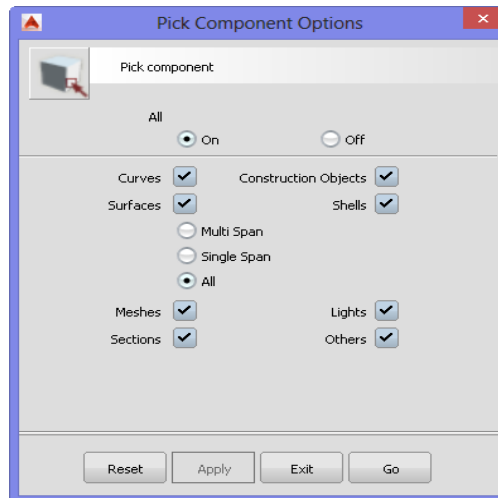 Pick Component Options
Pick component
All
On Off
Curves Construction Objects
Surfaces Shells
Multi Span
Single Span
All
Meshes Lights
Sections Others
Reset Apply Exit Go